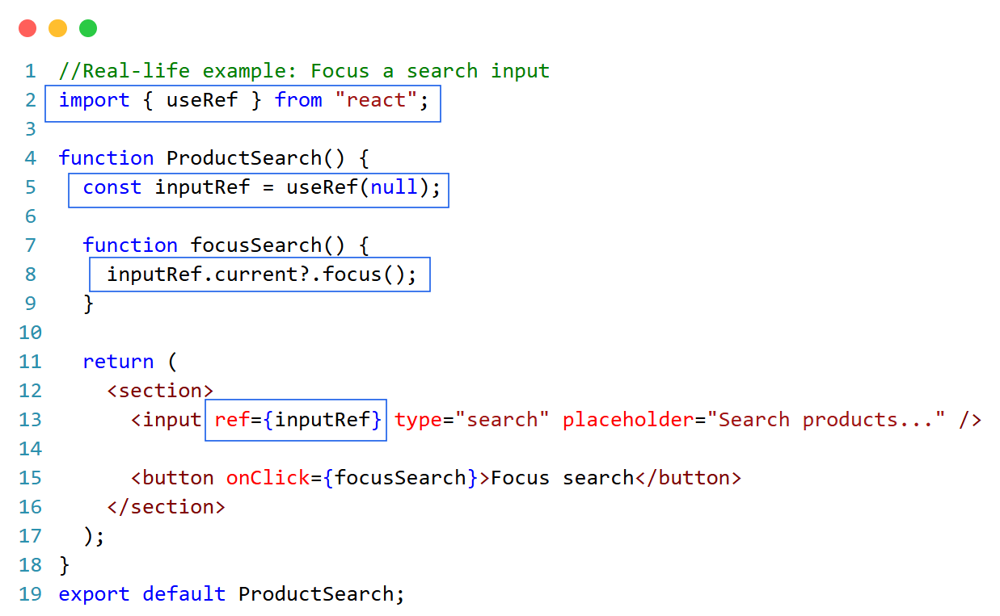 1 //Real-life example: Focus a search input
2 import { useRef } from "react";
3
4 function ProductSearch() {
5   const inputRef = useRef(null);
6
7   function focusSearch() {
8     inputRef.current?.focus();
9   }
10
11   return (
12     <section>
13       <input ref={inputRef} type="search" placeholder="Search products..." />
14
15       <button onClick={focusSearch}>Focus search</button>
16     </section>
17   );
18 }
19 export default ProductSearch;